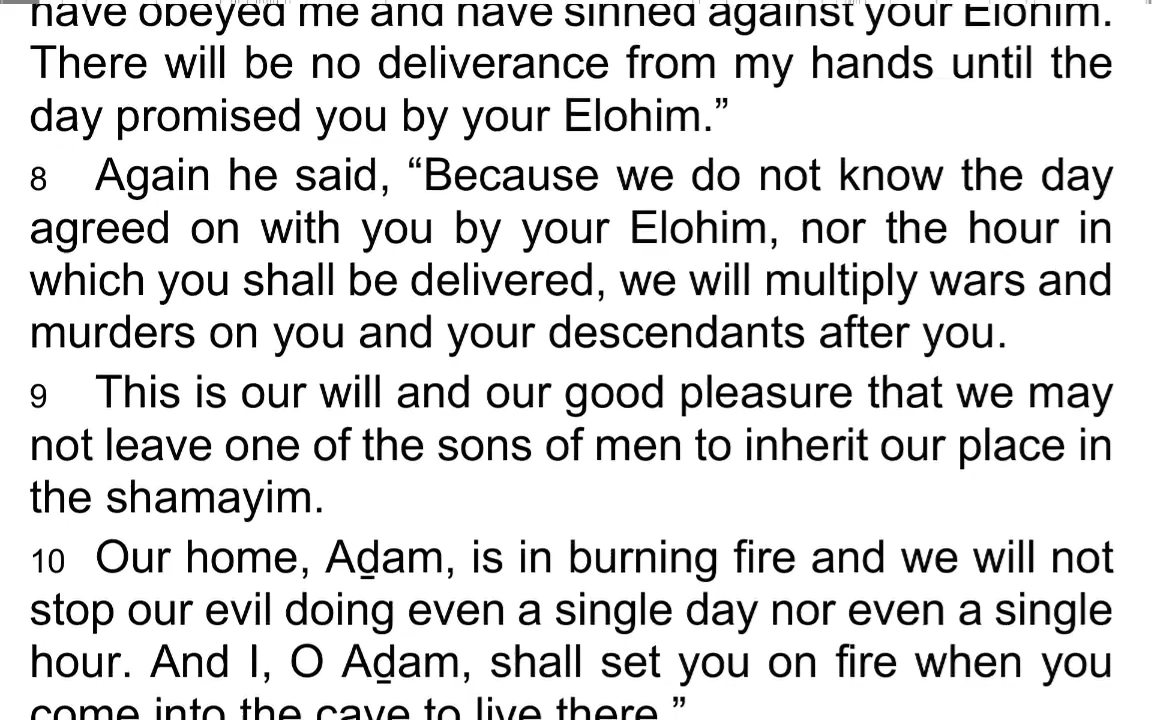 have obeyed me and have sinned against your Elohim.
There will be no deliverance from my hands until the
day promised you by your Elohim.”
8 Again he said, “Because we do not know the day
agreed on with you by your Elohim, nor the hour in
which you shall be delivered, we will multiply wars and
murders on you and your descendants after you.
9 This is our will and our good pleasure that we may
not leave one of the sons of men to inherit our place in
the shamayim.
10 Our home, Aḏam, is in burning fire and we will not
stop our evil doing even a single day nor even a single
hour. And I, O Aḏam, shall set you on fire when you
come into the cave to live there.”